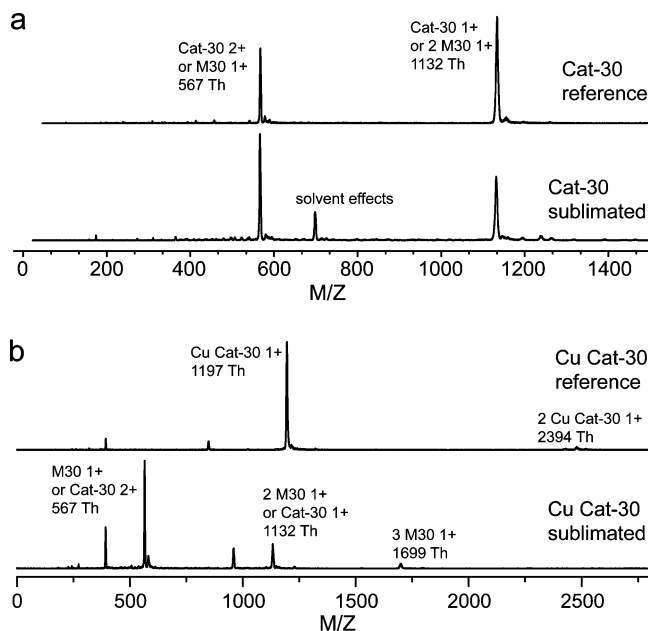 a
Cat-30 2+
or M30 1+
567 Th
Cat-30 1+
or 2 M30 1+
1132 Th
Cat-30
reference
solvent effects
Cat-30
sublimated
0 200 400 600 800 1000 1200 1400
M/Z
b
Cu Cat-30 1+
1197 Th
Cu Cat-30
reference
2 Cu Cat-30 1+
2394 Th
M30 1+
or Cat-30 2+
567 Th
2 M30 1+
or Cat-30 1+
1132 Th
3 M30 1+
1699 Th
Cu Cat-30
sublimated
0 500 1000 1500 2000 2500
M/Z